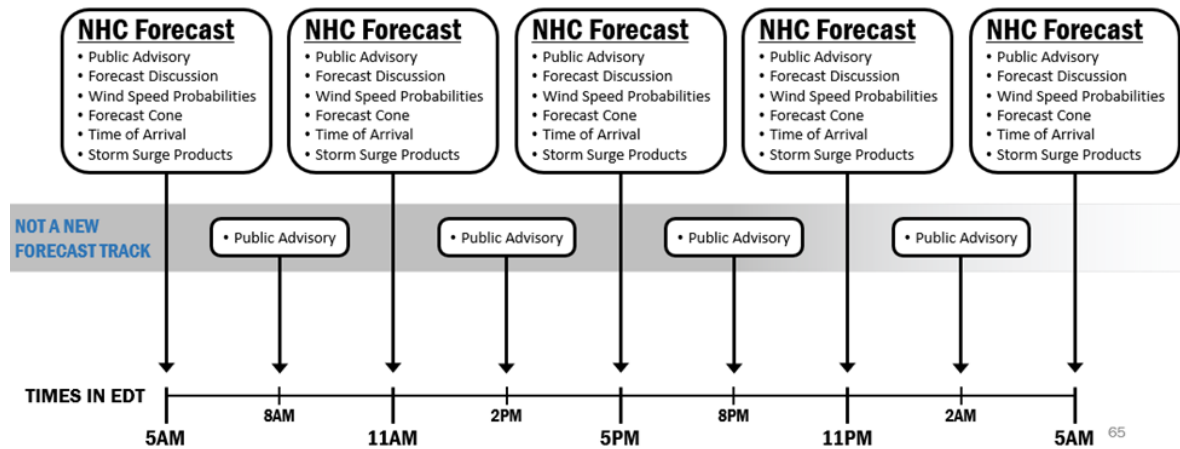 NHC Forecast
• Public Advisory
• Forecast Discussion
• Wind Speed Probabilities
• Forecast Cone
• Time of Arrival
• Storm Surge Products
NHC Forecast
• Public Advisory
• Forecast Discussion
• Wind Speed Probabilities
• Forecast Cone
• Time of Arrival
• Storm Surge Products
NHC Forecast
• Public Advisory
• Forecast Discussion
• Wind Speed Probabilities
• Forecast Cone
• Time of Arrival
• Storm Surge Products
NHC Forecast
• Public Advisory
• Forecast Discussion
• Wind Speed Probabilities
• Forecast Cone
• Time of Arrival
• Storm Surge Products
NHC Forecast
• Public Advisory
• Forecast Discussion
• Wind Speed Probabilities
• Forecast Cone
• Time of Arrival
• Storm Surge Products
NOT A NEW
FORECAST TRACK
• Public Advisory
• Public Advisory
• Public Advisory
• Public Advisory
TIMES IN EDT
5AM
8AM
11AM
2PM
5PM
8PM
11PM
2AM
5AM
65